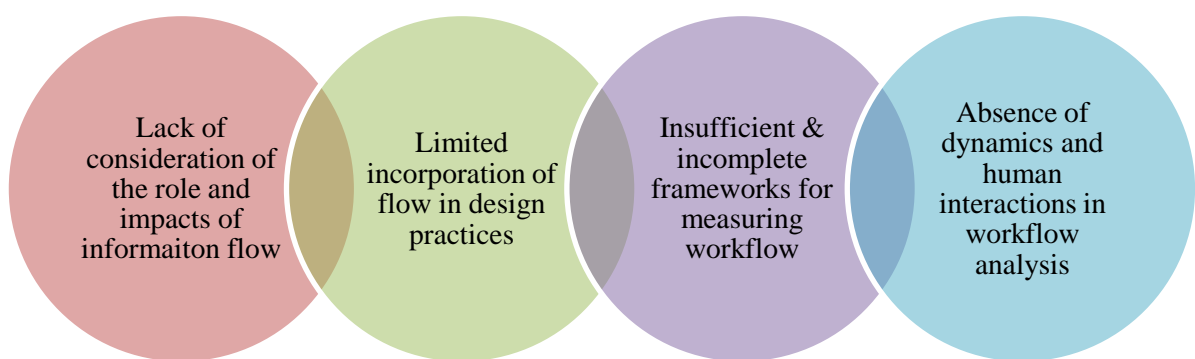 Lack of
consideration of
the role and
impacts of
informaiton flow
Limited
incorporation of
flow in design
practices
Insufficient &
incomplete
frameworks for
measuring
workflow
Absence of
dynamics and
human
interactions in
workflow
analysis